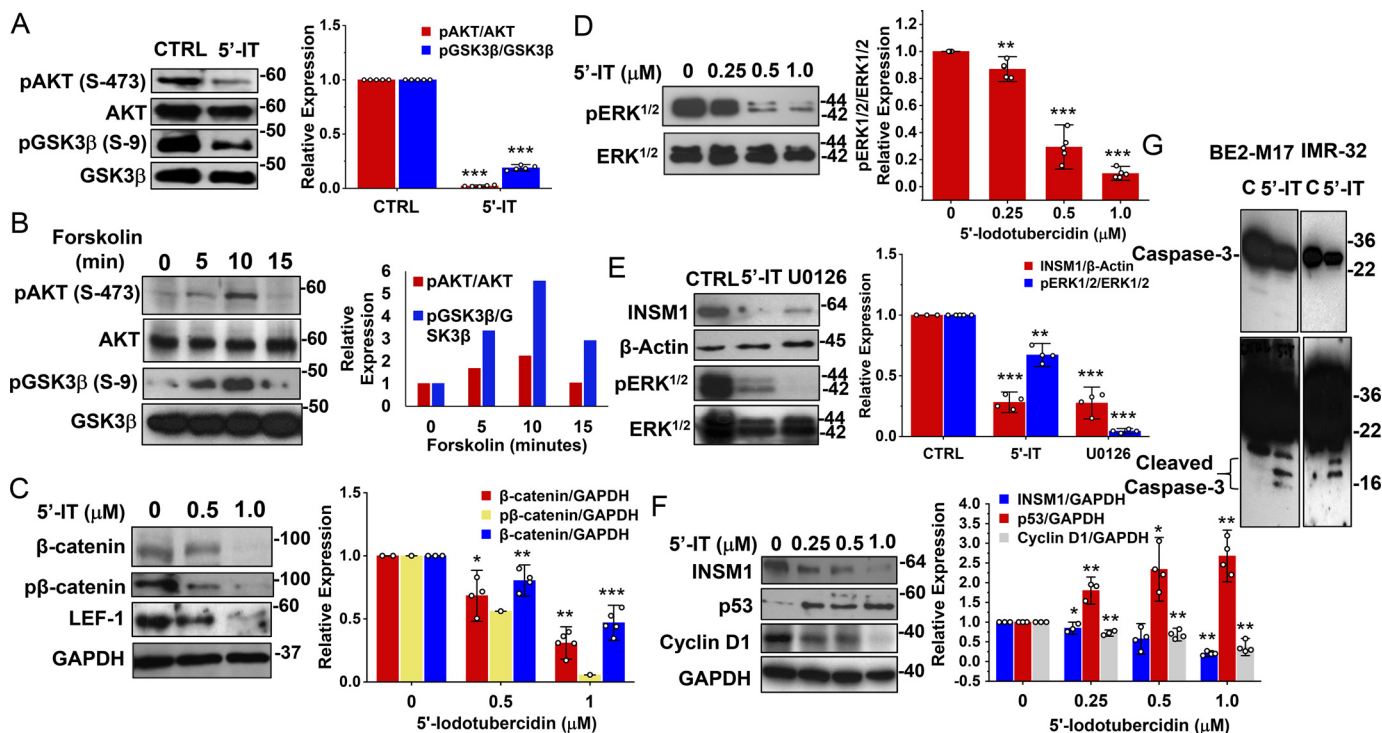 A
CTRL 5'-IT
pAKT (S-473)
-60
AKT
-60
pGSK3β (S-9)
-50
GSK3β
-50
pAKT/AKT
pGSK3β/GSK3β
Relative Expression
1.5
1.0
0.5
0.0
***
***
CTRL
5'-IT
B
Forskolin
(min)
0 5 10 15
pAKT (S-473)
-60
AKT
-60
pGSK3β (S-9)
-50
GSK3β
-50
pAKT/AKT
pGSK3β/G
SK3β
Relative
Expression
6
5
4
3
2
1
0
0 5 10 15
Forskolin (minutes)
C
5'-IT (μM) 0 0.5 1.0
β-catenin
-100
pβ-catenin
-100
LEF-1
-60
GAPDH
-37
β-catenin/GAPDH
pβ-catenin/GAPDH
β-catenin/GAPDH
Relative Expression
1.5
1.0
0.5
0.0
*
**
**
***
0 0.5 1
5'-Iodotubercidin (μM)
D
5'-IT (μM) 0 0.25 0.5 1.0
pERK1/2
-44
-42
ERK1/2
-44
-42
pERK1/2/ERK1/2
Relative Expression
1.2
1.0
0.8
0.6
0.4
0.2
0.0
**
***
***
0 0.25 0.5 1.0
5'-Iodotubercidin (μM)
E
CTRL 5'-IT U0126
INSM1
-64
β-Actin
-45
pERK1/2
-44
-42
ERK1/2
-44
-42
INSM1/β-Actin
pERK1/2/ERK1/2
Relative Expression
1.5
1.0
0.5
0.0
***
**
***
***
CTRL 5'-IT U0126
F
5'-IT (μM) 0 0.25 0.5 1.0
INSM1
-64
p53
-60
Cyclin D1
-40
GAPDH
-40
INSM1/GAPDH
p53/GAPDH
Cyclin D1/GAPDH
Relative Expression
4.0
3.5
3.0
2.5
2.0
1.5
1.0
0.5
0.0
-0.5
*
**
**
*
**
**
**
**
0 0.25 0.5 1.0
5'-Iodotubercidin (μM)
G
BE2-M17 IMR-32
C 5'-IT C 5'-IT
Caspase-3-
-36
-22
-36
-22
-16
Cleaved
Caspase-3